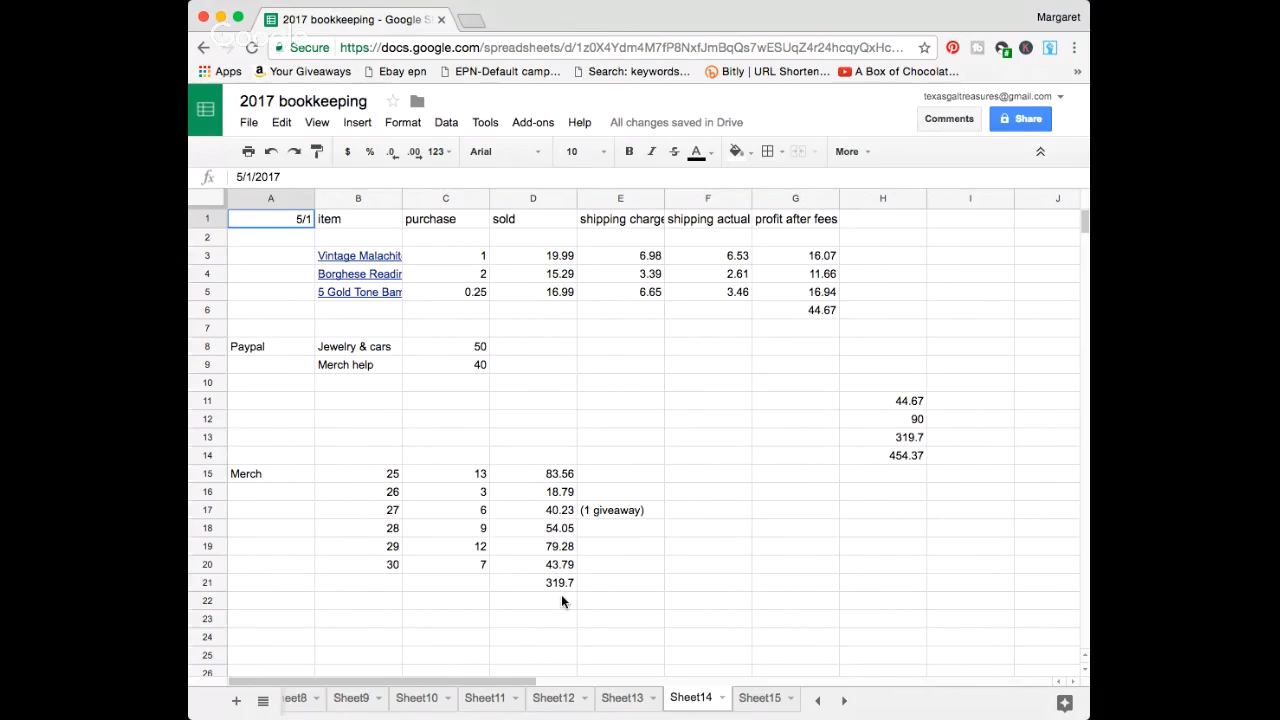 2017 bookkeeping - Google S
Margaret
Secure https://docs.google.com/spreadsheets/d/1z0X4Ydm4M7fP8NxfJmBqQs7wESUqZ4r24hcqyQxHc...
Apps Your Giveaways Ebay epn EPN-Default camp... Search: keywords... Bitly | URL Shorten... A Box of Chocolat...
2017 bookkeeping
texasgaltreasures@gmail.com
File Edit View Insert Format Data Tools Add-ons Help All changes saved in Drive
Comments Share
$ % .0 .00 123 Arial 10 B I S A More
fx 5/1/2017
A B C D E F G H I J
1 5/1 item purchase sold shipping charge shipping actual profit after fees
2
3 Vintage Malachit 1 19.99 6.98 6.53 16.07
4 Borghese Readin 2 15.29 3.39 2.61 11.66
5 5 Gold Tone Bam 0.25 16.99 6.65 3.46 16.94
6 44.67
7
8 Paypal Jewelry & cars 50
9 Merch help 40
10
11 44.67
12 90
13 319.7
14 454.37
15 Merch 25 13 83.56
16 26 3 18.79
17 27 6 40.23 (1 giveaway)
18 28 9 54.05
19 29 12 79.28
20 30 7 43.79
21 319.7
22
23
24
25
26
eet8 Sheet9 Sheet10 Sheet11 Sheet12 Sheet13 Sheet14 Sheet15